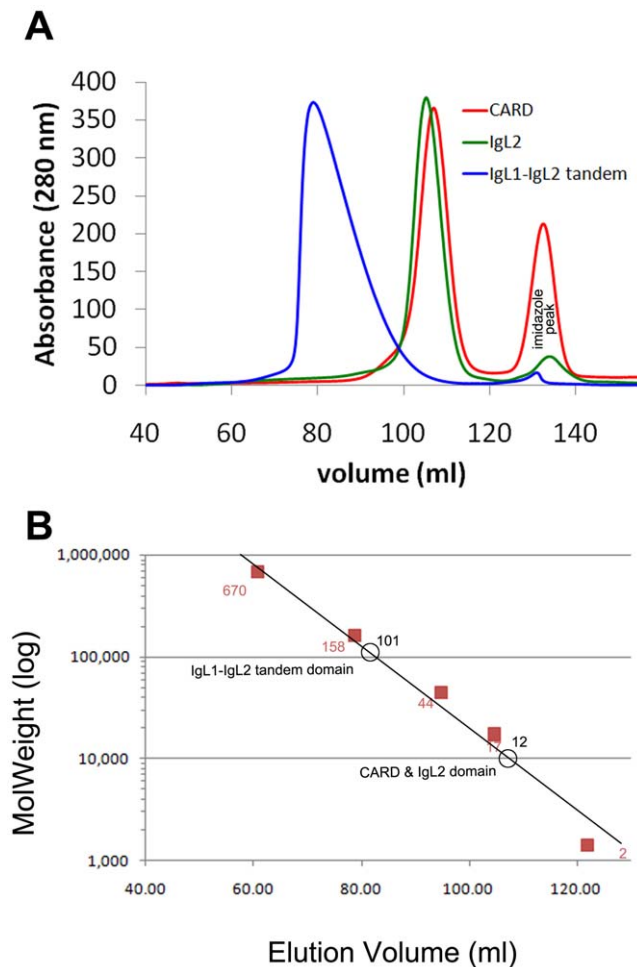 A
400
350
300
250
200
150
100
50
0
Absorbance (280 nm)
CARD
IgL2
IgL1-IgL2 tandem
imidazole
peak
40
60
80
100
120
140
volume (ml)
B
1,000,000
100,000
10,000
1,000
MolWeight (log)
670
158
101
IgL1-IgL2 tandem domain
44
17
12
CARD & IgL2 domain
2
40.00
60.00
80.00
100.00
120.00
Elution Volume (ml)